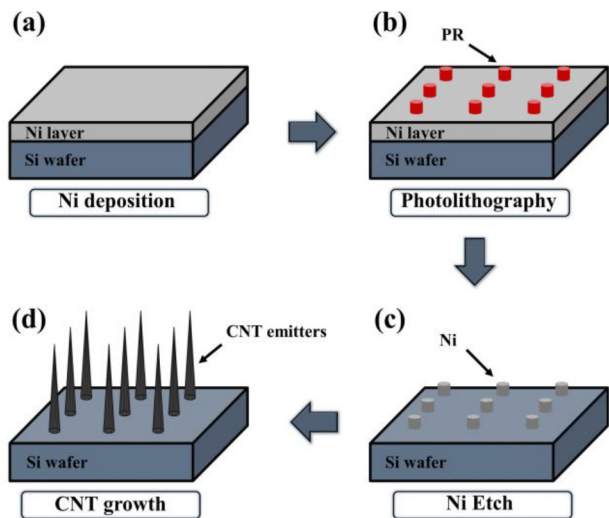 (a)
Ni layer
Si wafer
Ni deposition
(b)
PR
Ni layer
Si wafer
Photolithography
(d)
CNT emitters
Si wafer
CNT growth
(c)
Ni
Si wafer
Ni Etch